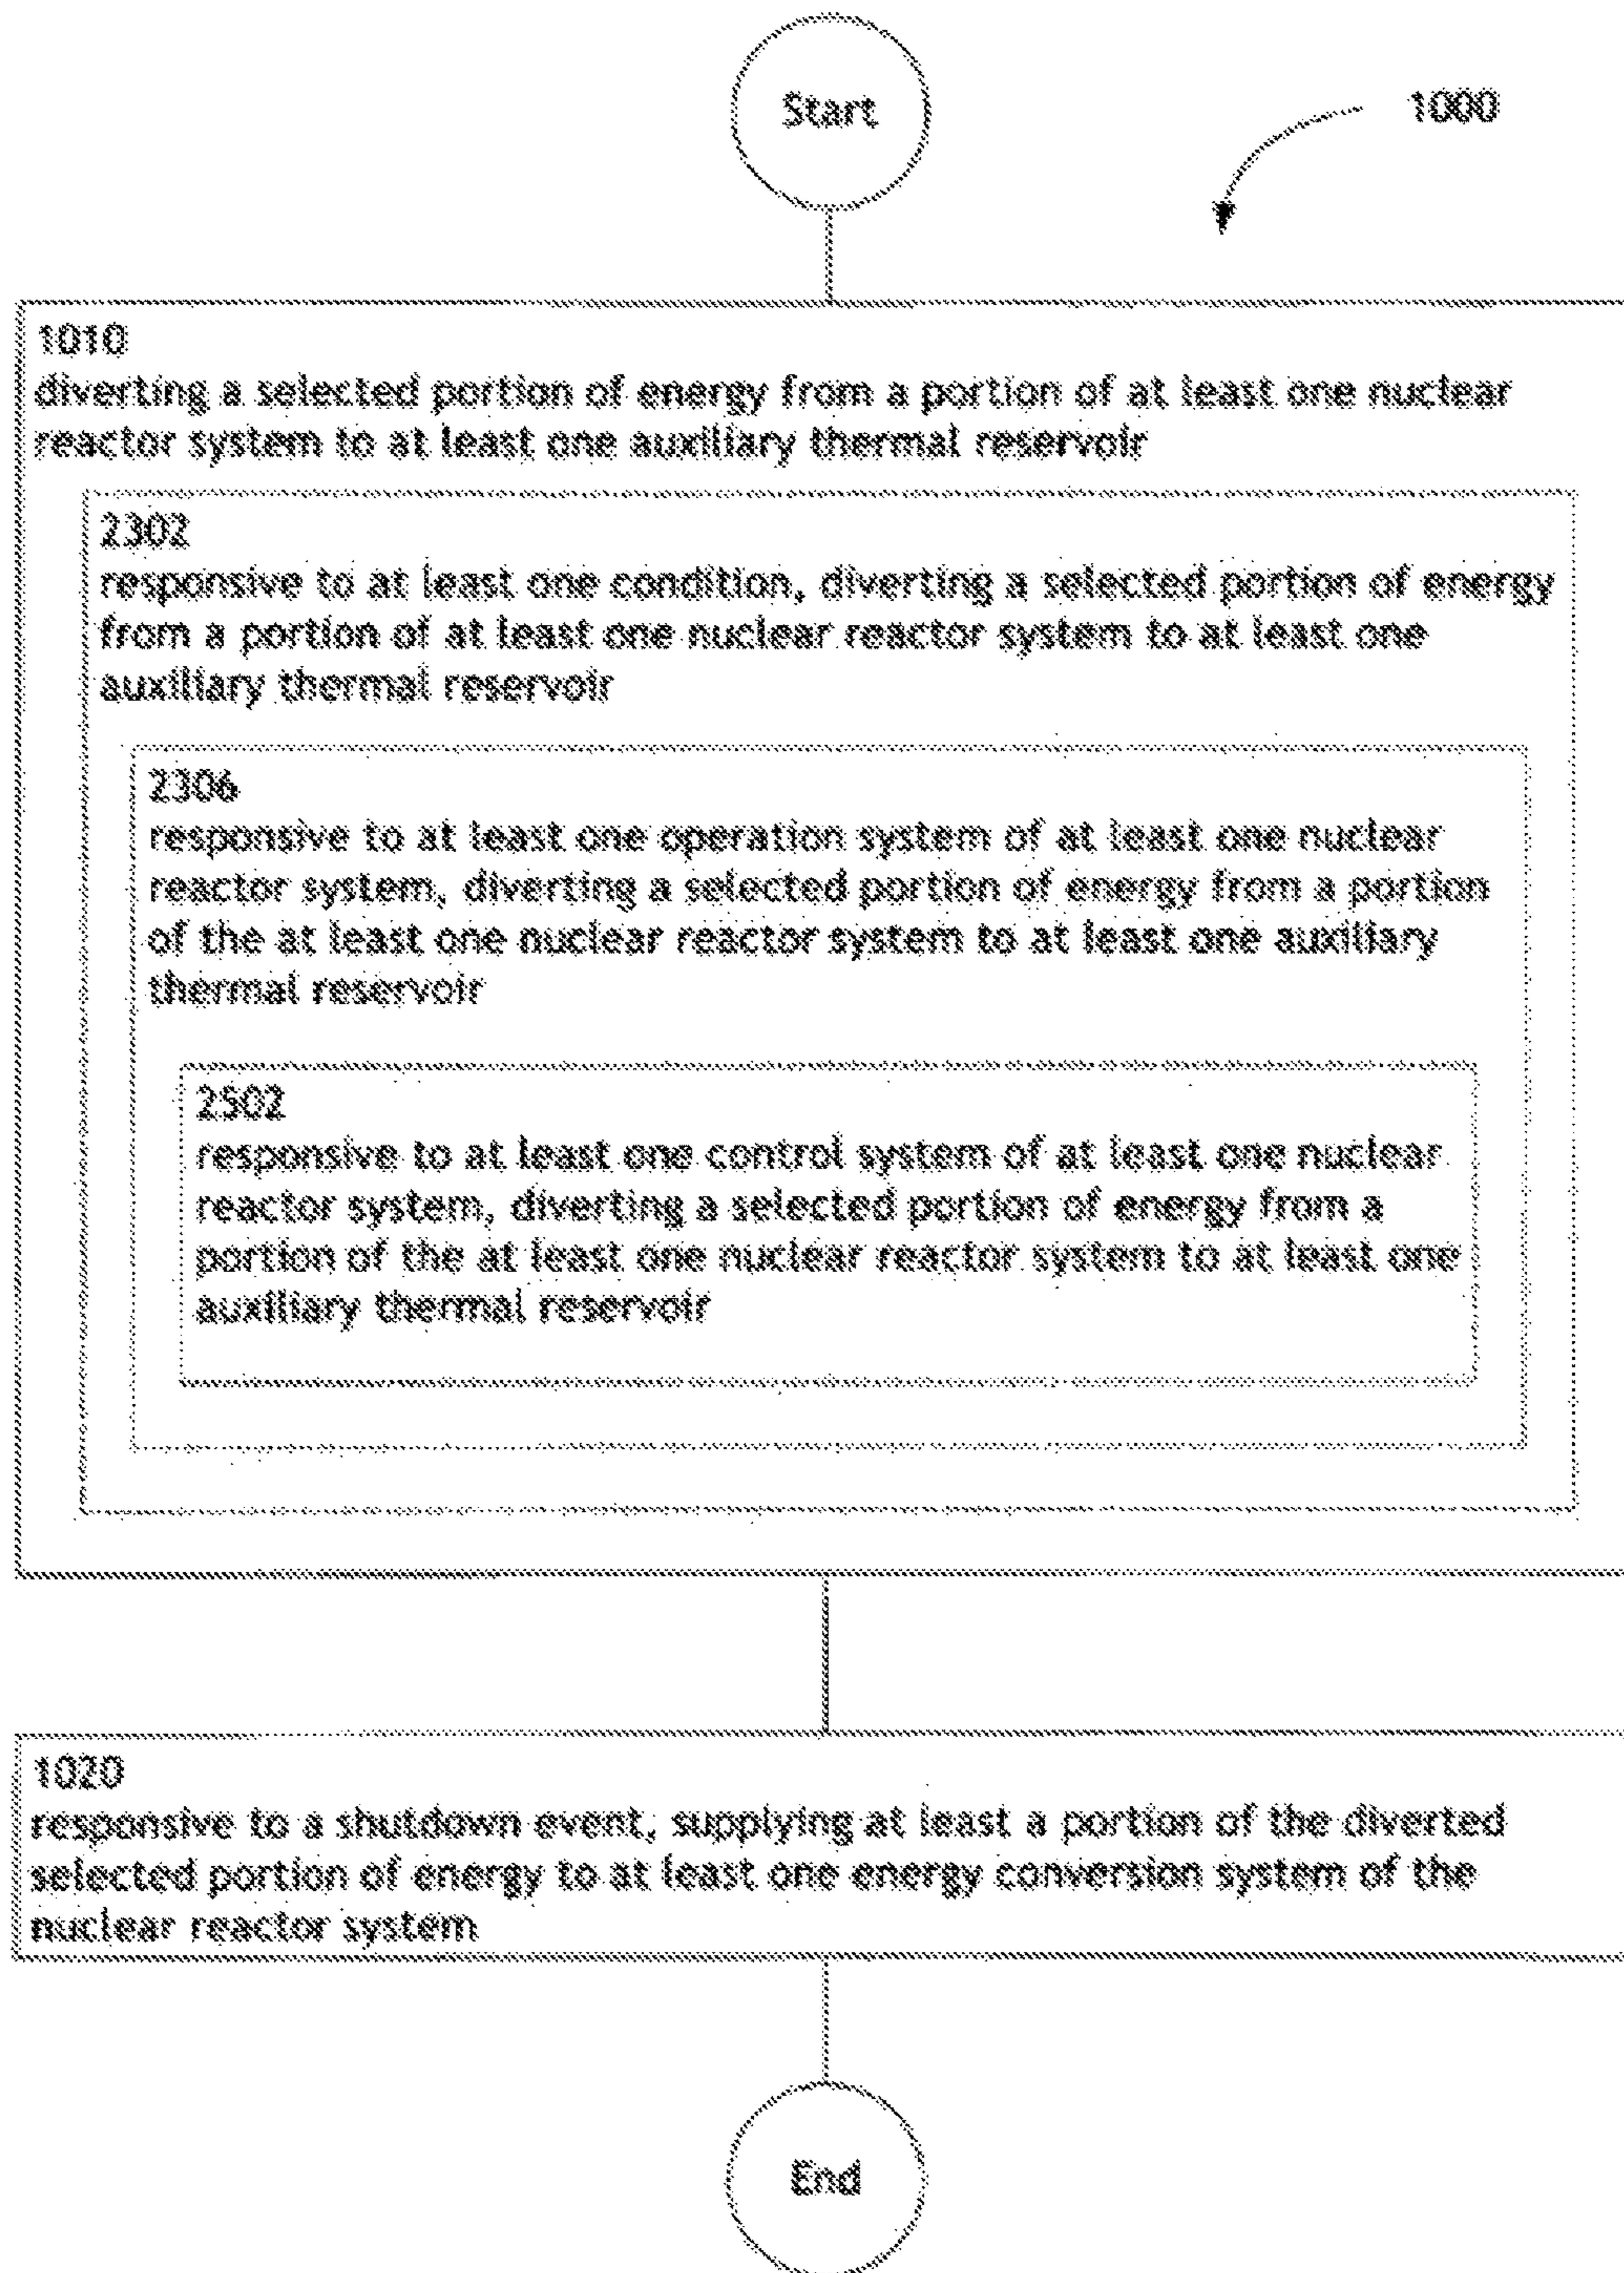 Start
1000
1010
diverting a selected portion of energy from a portion of at least one nuclear
reactor system to at least one auxiliary thermal reservoir
2302
responsive to at least one condition, diverting a selected portion of energy
from a portion of at least one nuclear reactor system to at least one
auxiliary thermal reservoir
2306
responsive to at least one operation system of at least one nuclear
reactor system, diverting a selected portion of energy from a portion
of the at least one nuclear reactor system to at least one auxiliary
thermal reservoir
2502
responsive to at least one control system of at least one nuclear
reactor system, diverting a selected portion of energy from a
portion of the at least one nuclear reactor system to at least one
auxiliary thermal reservoir
1020
responsive to a shutdown event, supplying at least a portion of the diverted
selected portion of energy to at least one energy conversion system of the
nuclear reactor system
End